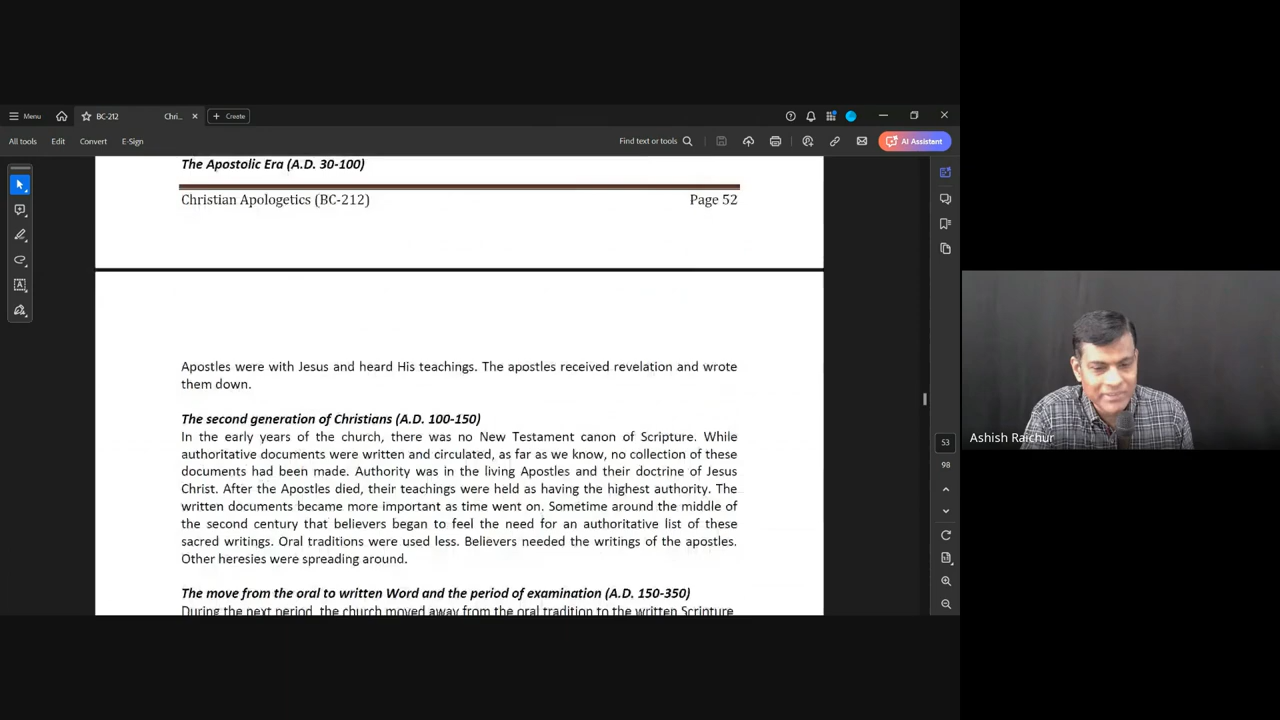 Menu
BC-212
Chri...
Create
All tools
Edit
Convert
E-Sign
Find text or tools
AI Assistant
The Apostolic Era (A.D. 30-100)
Christian Apologetics (BC-212)
Page 52
Apostles were with Jesus and heard His teachings. The apostles received revelation and wrote
them down.
The second generation of Christians (A.D. 100-150)
In the early years of the church, there was no New Testament canon of Scripture. While
authoritative documents were written and circulated, as far as we know, no collection of these
documents had been made. Authority was in the living Apostles and their doctrine of Jesus
Christ. After the Apostles died, their teachings were held as having the highest authority. The
written documents became more important as time went on. Sometime around the middle of
the second century that believers began to feel the need for an authoritative list of these
sacred writings. Oral traditions were used less. Believers needed the writings of the apostles.
Other heresies were spreading around.
The move from the oral to written Word and the period of examination (A.D. 150-350)
During the next period, the church moved away from the oral tradition to the written Scripture
53
98
Ashish Raichur